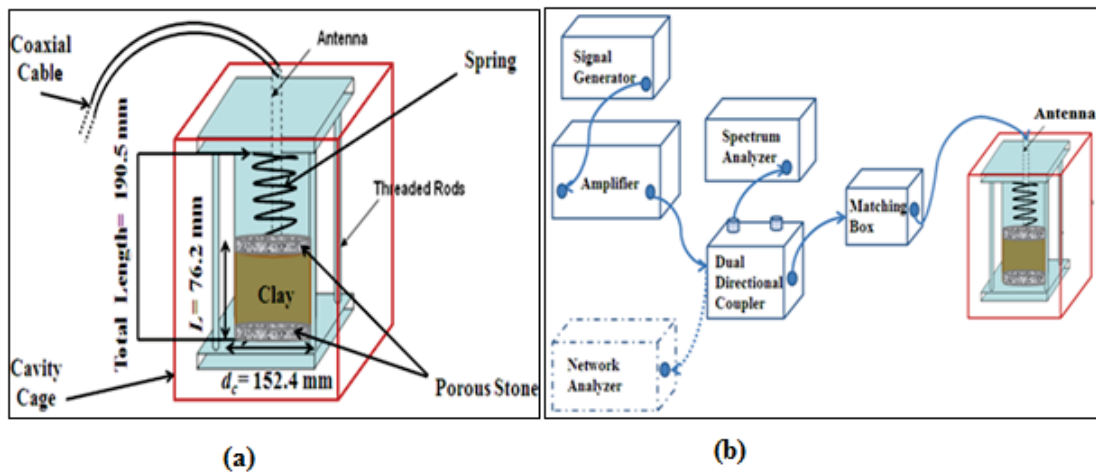 Coaxial
Cable
Antenna
Spring
Total Length= 190.5 mm
L= 76.2 mm
Threaded Rods
Clay
Cavity
Cage
d_c= 152.4 mm
Porous Stone
(a)
Signal
Generator
Amplifier
Spectrum
Analyzer
Dual
Directional
Coupler
Matching
Box
Antenna
Network
Analyzer
(b)